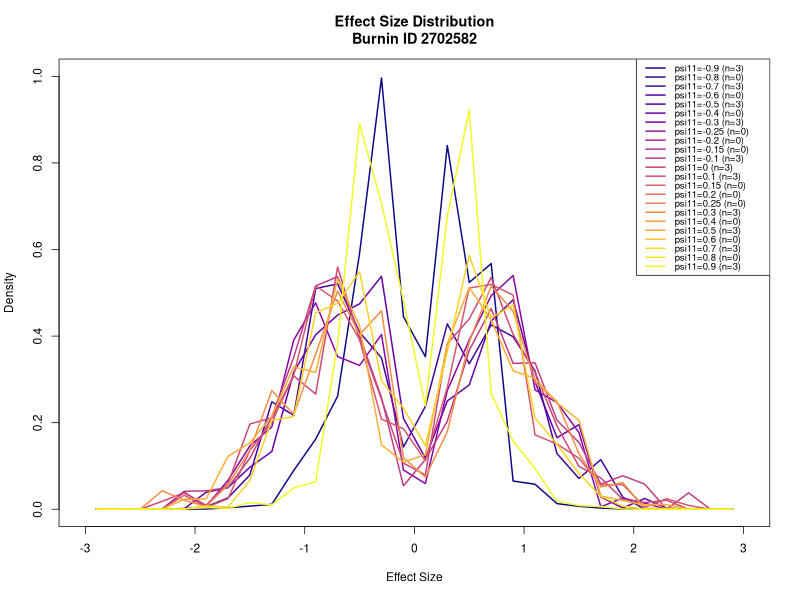 Effect Size Distribution
Burnin ID 2702582
psi11=-0.9 (n=3)
psi11=-0.8 (n=0)
psi11=-0.7 (n=3)
psi11=-0.6 (n=0)
psi11=-0.5 (n=3)
psi11=-0.4 (n=0)
psi11=-0.3 (n=3)
psi11=-0.25 (n=0)
psi11=-0.2 (n=0)
psi11=-0.15 (n=0)
psi11=-0.1 (n=3)
psi11=0 (n=3)
psi11=0.1 (n=3)
psi11=0.15 (n=0)
psi11=0.2 (n=0)
psi11=0.25 (n=0)
psi11=0.3 (n=3)
psi11=0.4 (n=0)
psi11=0.5 (n=3)
psi11=0.6 (n=0)
psi11=0.7 (n=3)
psi11=0.8 (n=0)
psi11=0.9 (n=3)
Density
1.0
0.8
0.6
0.4
0.2
0.0
-3 -2 -1 0 1 2 3
Effect Size